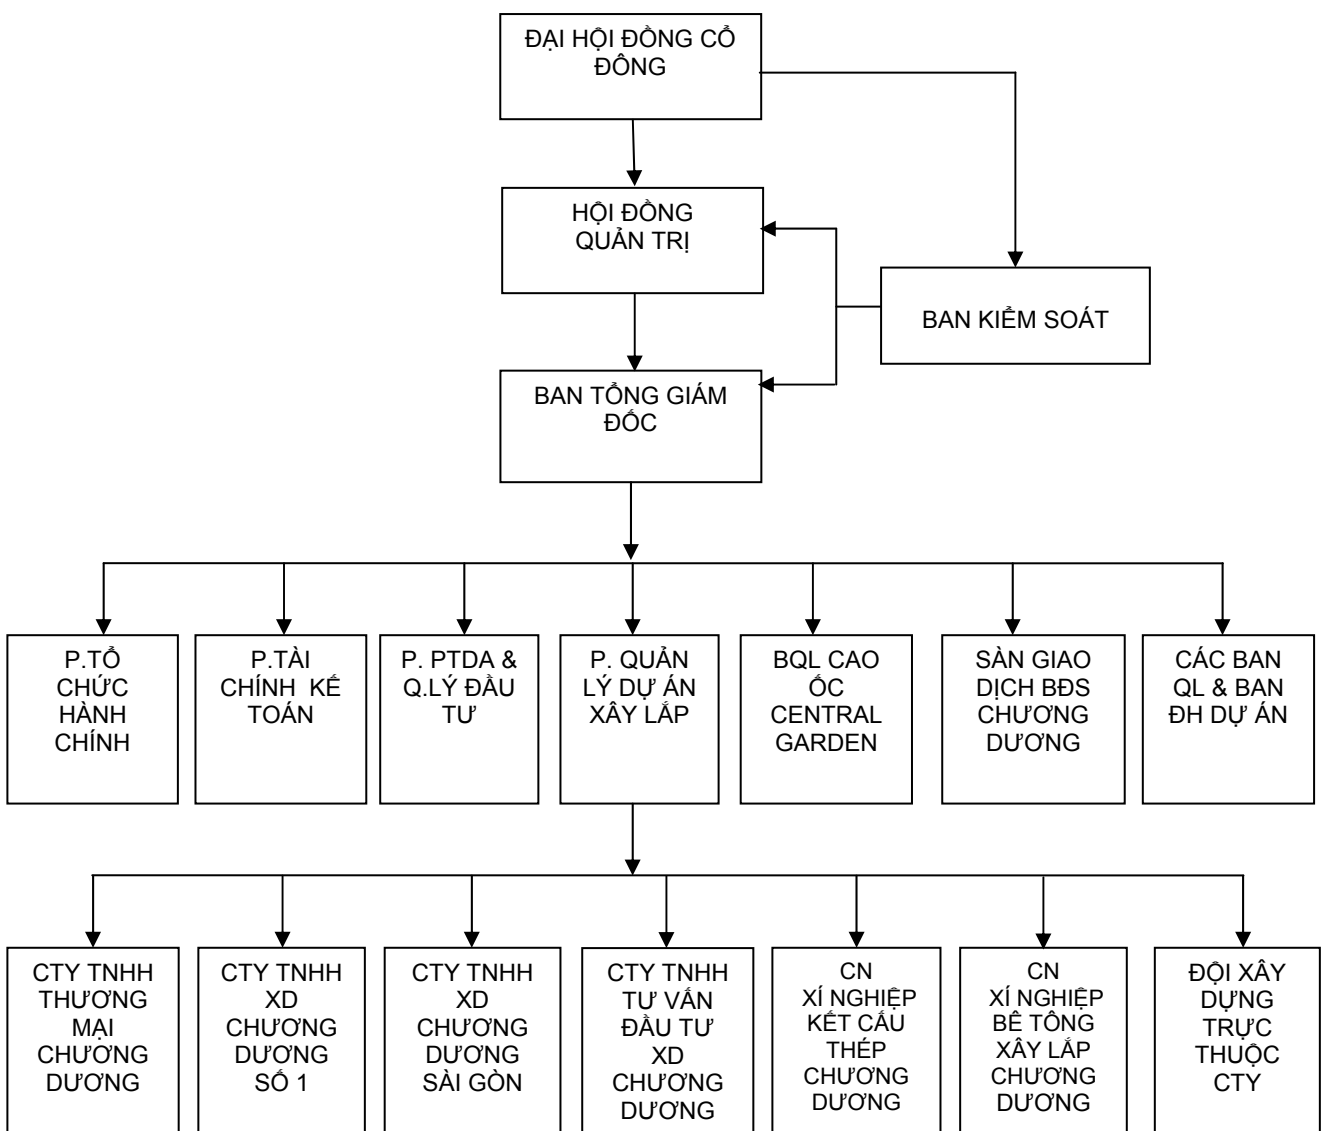 ĐẠI HỘI ĐỒNG CỔ
ĐÔNG
HỘI ĐỒNG
QUẢN TRỊ
BAN KIỂM SOÁT
BAN TỔNG GIÁM
ĐỐC
P.TỔ
CHỨC
HÀNH
CHÍNH
P.TÀI
CHÍNH KẾ
TOÁN
P. PTDA &
Q.LÝ ĐẦU
TƯ
P. QUẢN
LÝ DỰ ÁN
XÂY LẮP
BQL CAO
ỐC
CENTRAL
GARDEN
SÀN GIAO
DỊCH BĐS
CHƯƠNG
DƯƠNG
CÁC BAN
QL & BAN
ĐH DỰ ÁN
CTY TNHH
THƯƠNG
MẠI
CHƯƠNG
DƯƠNG
CTY TNHH
XD
CHƯƠNG
DƯƠNG
SỐ 1
CTY TNHH
XD
CHƯƠNG
DƯƠNG
SÀI GÒN
CTY TNHH
TƯ VẤN
ĐẦU TƯ
XD
CHƯƠNG
DƯƠNG
CN
XÍ NGHIỆP
KẾT CẤU
THÉP
CHƯƠNG
DƯƠNG
CN
XÍ NGHIỆP
BÊ TÔNG
XÂY LẮP
CHƯƠNG
DƯƠNG
ĐỘI XÂY
DỰNG
TRỰC
THUỘC
CTY